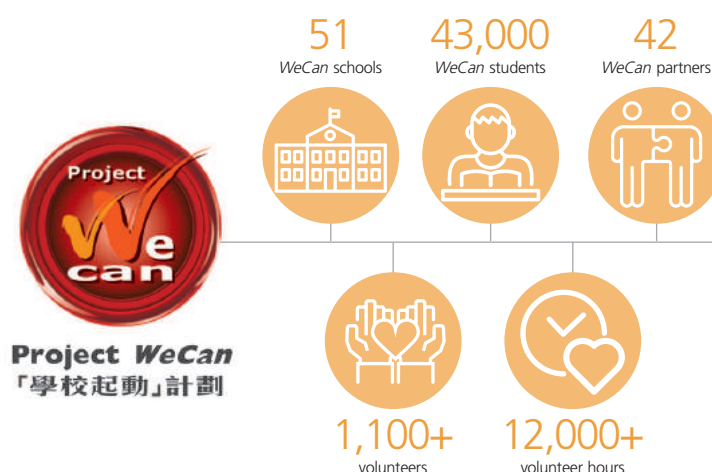 51
WeCan schools
43,000
WeCan students
42
WeCan partners
Project
We
can
Project WeCan
「學校起動」計劃
1,100+
volunteers
12,000+
volunteer hours